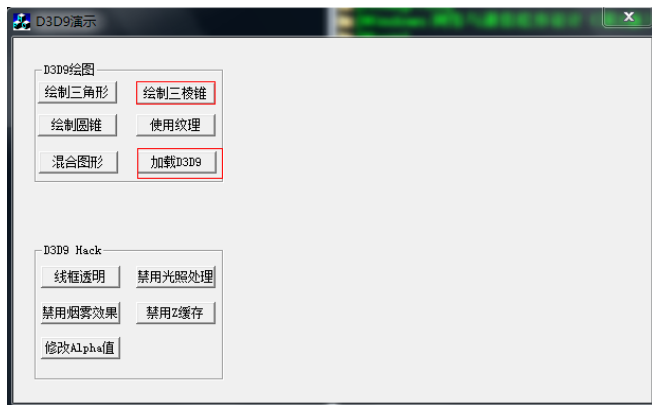 D3D9演示
D3D9绘图
绘制三角形 绘制三棱锥
绘制圆锥 使用纹理
混合图形 加载D3D9
D3D9 Hack
线框透明 禁用光照处理
禁用烟雾效果 禁用Z缓存
修改Alpha值